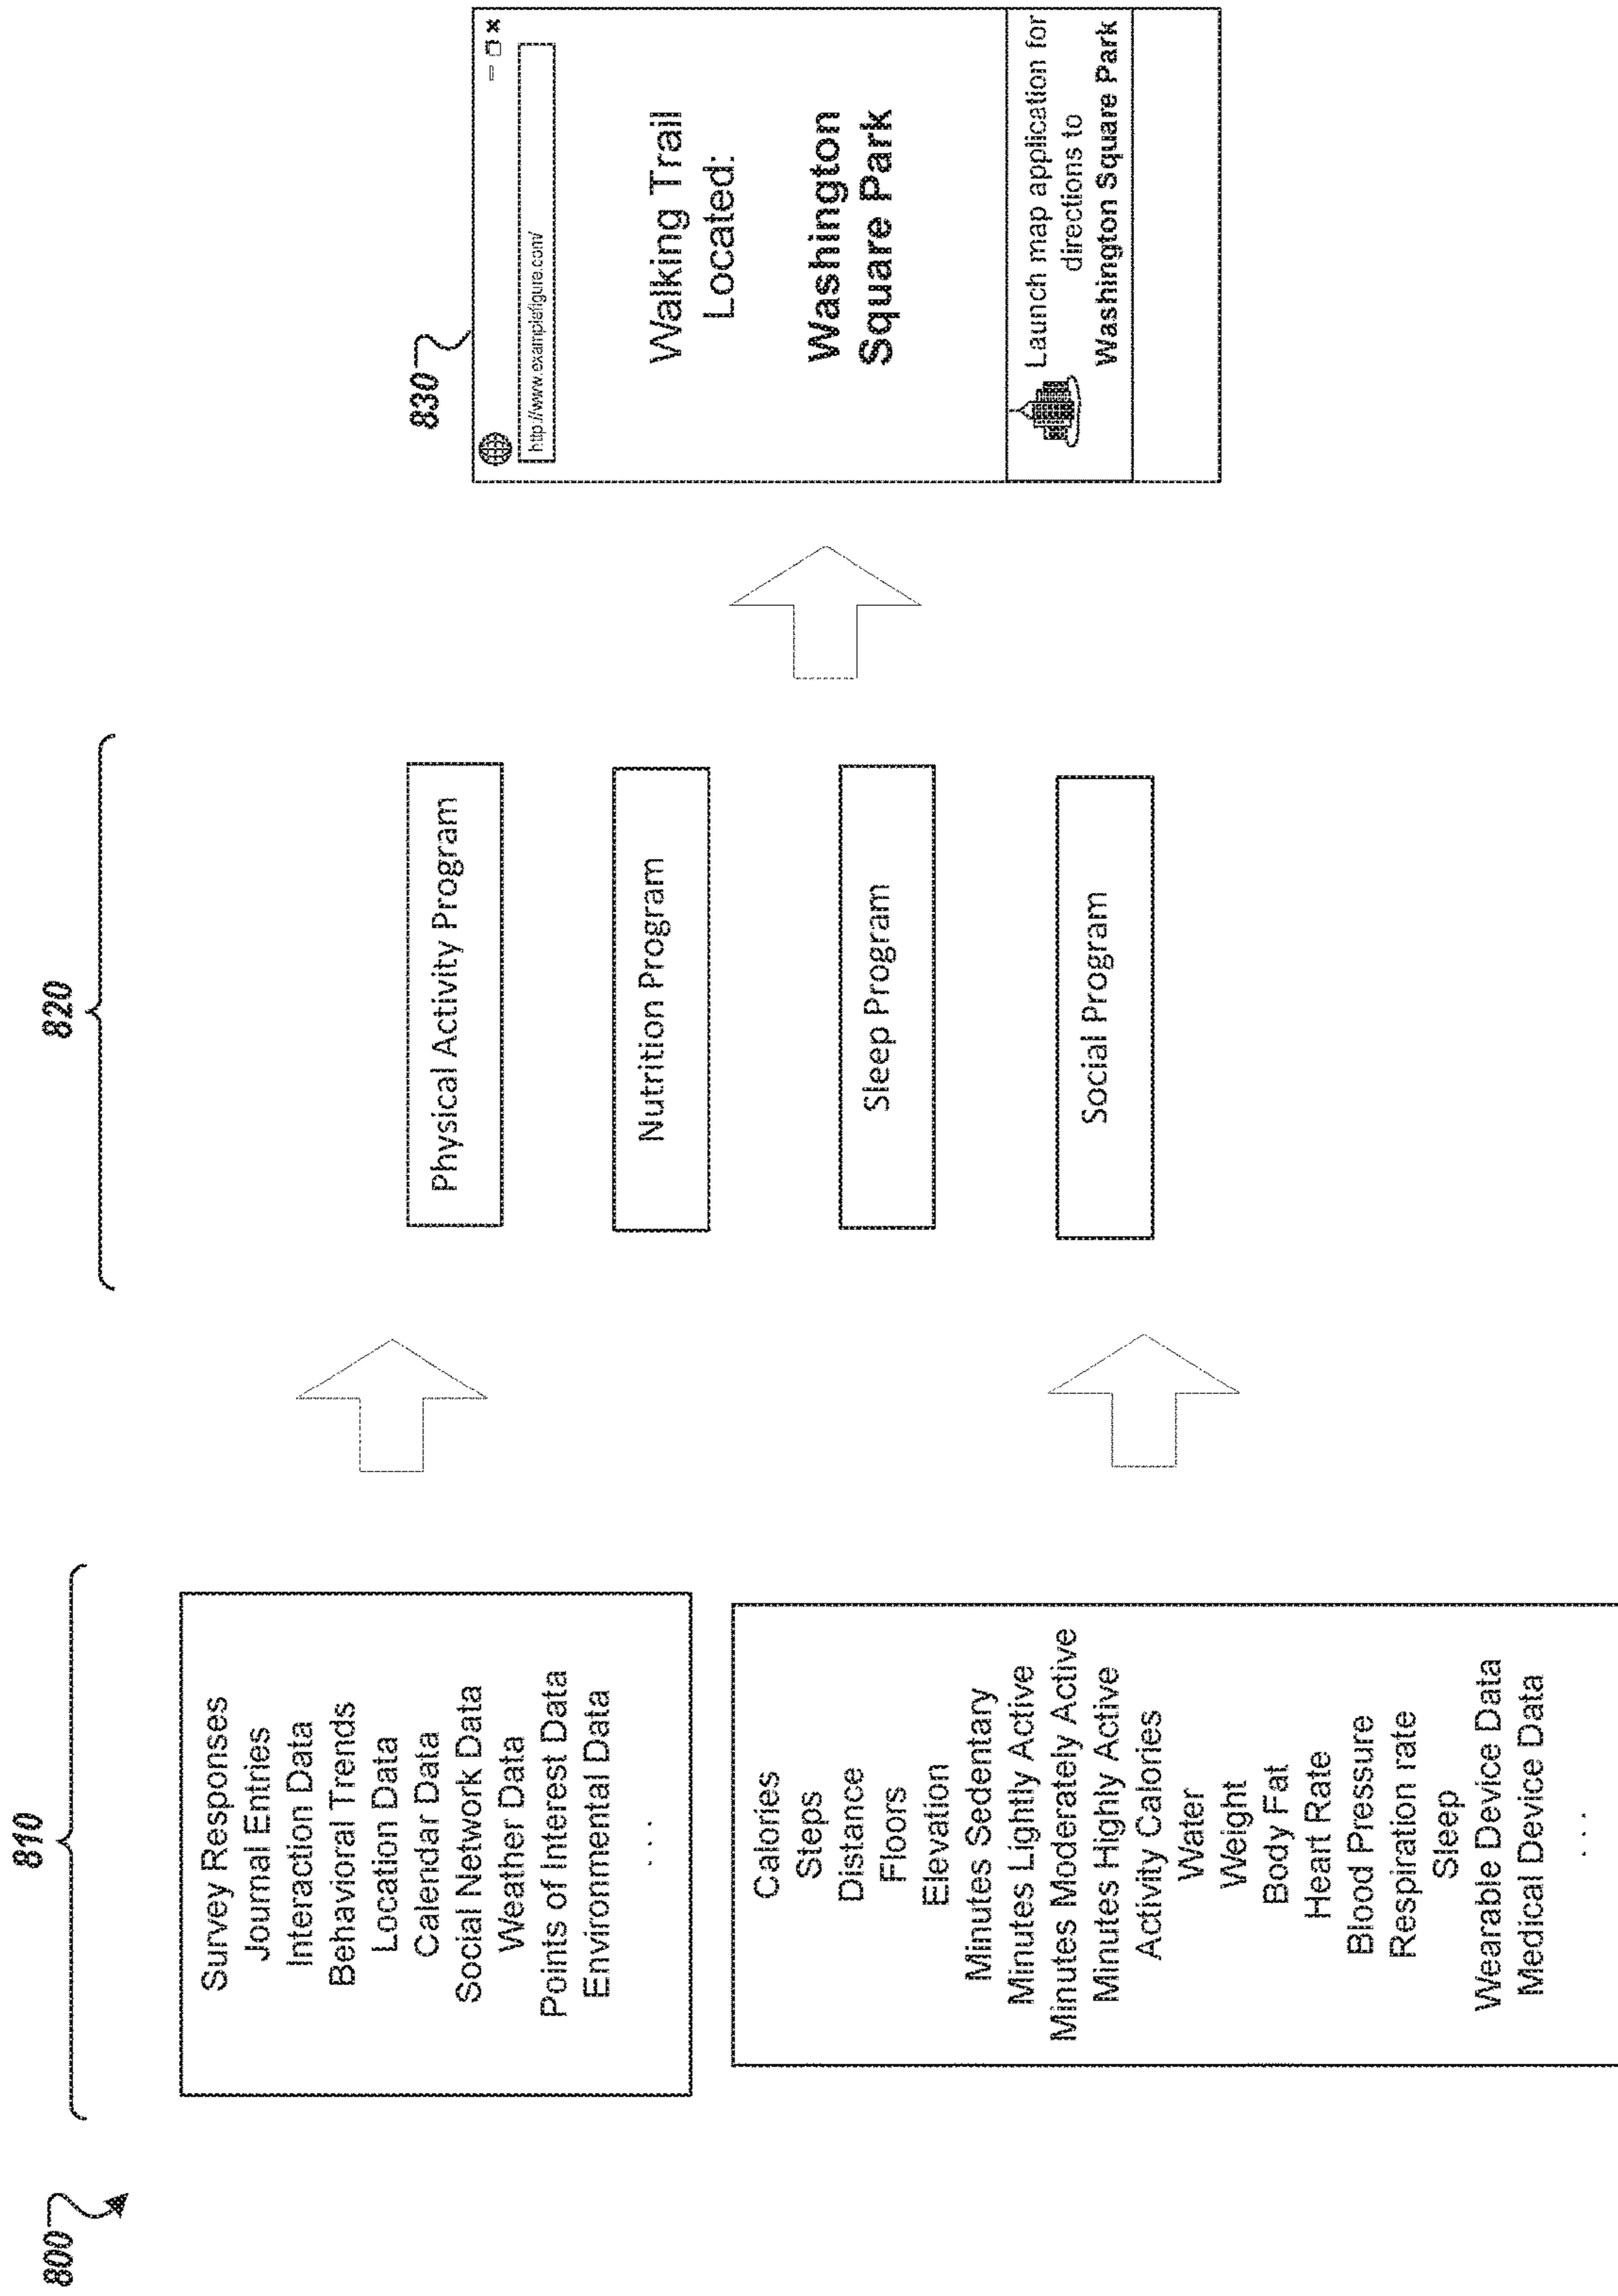 800
810
Survey Responses
Journal Entries
Interaction Data
Behavioral Trends
Location Data
Calendar Data
Social Network Data
Weather Data
Points of Interest Data
Environmental Data
. . .
Calories
Steps
Distance
Floors
Elevation
Minutes Sedentary
Minutes Lightly Active
Minutes Moderately Active
Minutes Highly Active
Activity Calories
Water
Weight
Body Fat
Heart Rate
Blood Pressure
Respiration rate
Sleep
Wearable Device Data
Medical Device Data
. . .
820
Physical Activity Program
Nutrition Program
Sleep Program
Social Program
830
http://www.examplefigure.com/
Walking Trail
Located:
Washington
Square Park
Launch map application for
directions to
Washington Square Park